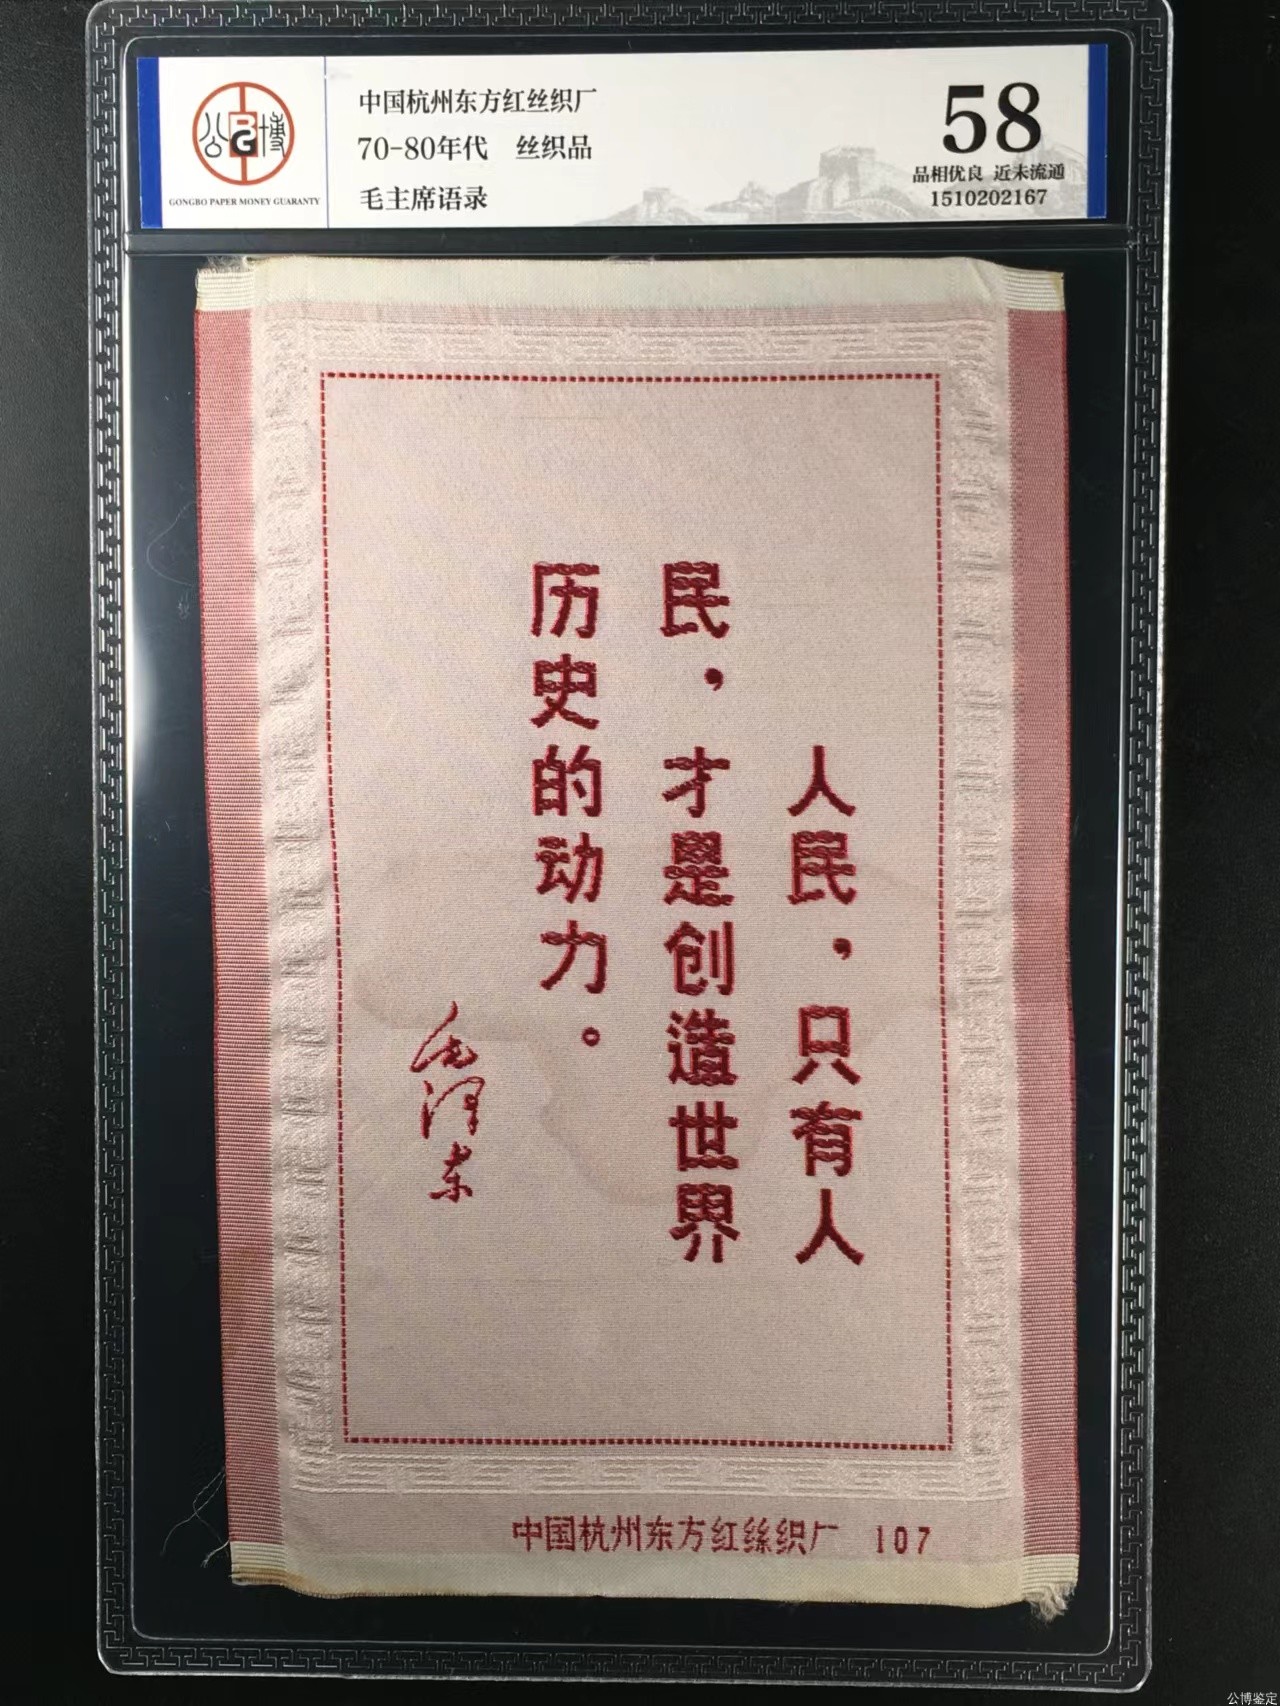 公博
BG
GONGBO PAPER MONEY GUARANTY
中国杭州东方红丝织厂
70-80年代 丝织品
毛主席语录
58
品相优良 近未流通
1510202167
人民，只有人
民，才是创造世界
历史的动力。
毛泽东
中国杭州东方红丝织厂 107
公博鉴定